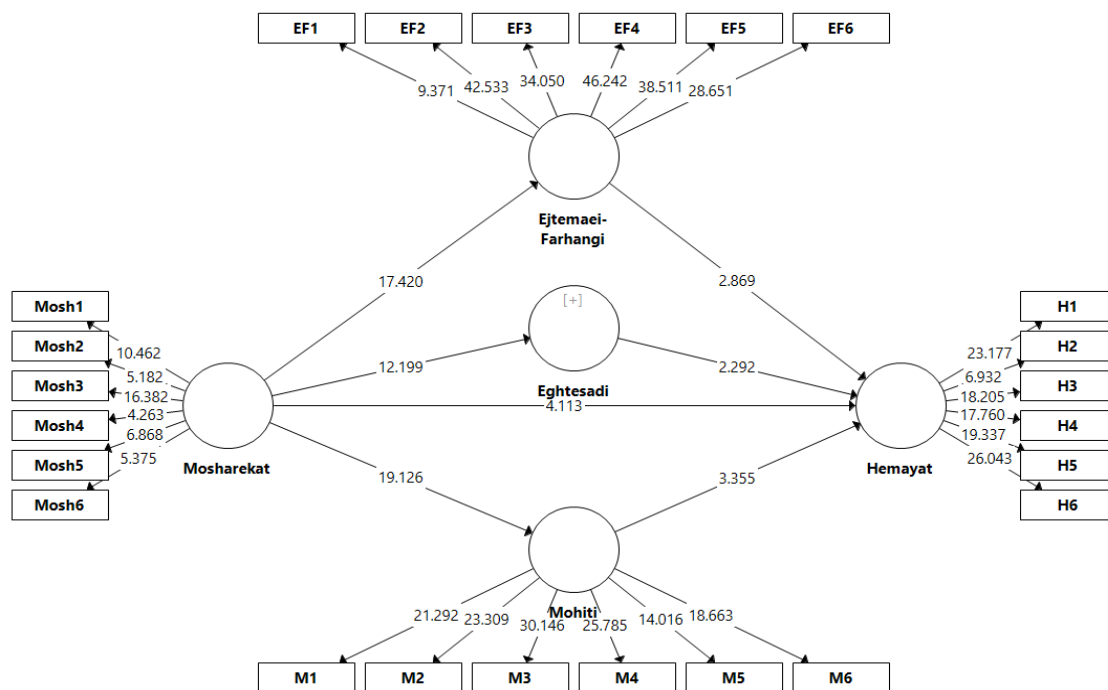 EF1 EF2 EF3 EF4 EF5 EF6
9.371 42.533 34.050 46.242 38.511 28.651
Ejtemaei-
Farhangi
17.420 2.869
[+]
12.199 2.292
Eghtesadi
4.113
Mosh1
Mosh2
Mosh3
Mosh4
Mosh5
Mosh6
10.462
5.182
16.382
4.263
6.868
5.375
Mosharekat
Hemayat
23.177
6.932
18.205
17.760
19.337
26.043
H1
H2
H3
H4
H5
H6
19.126 3.355
Mohiti
21.292 23.309 30.146 25.785 14.016 18.663
M1 M2 M3 M4 M5 M6